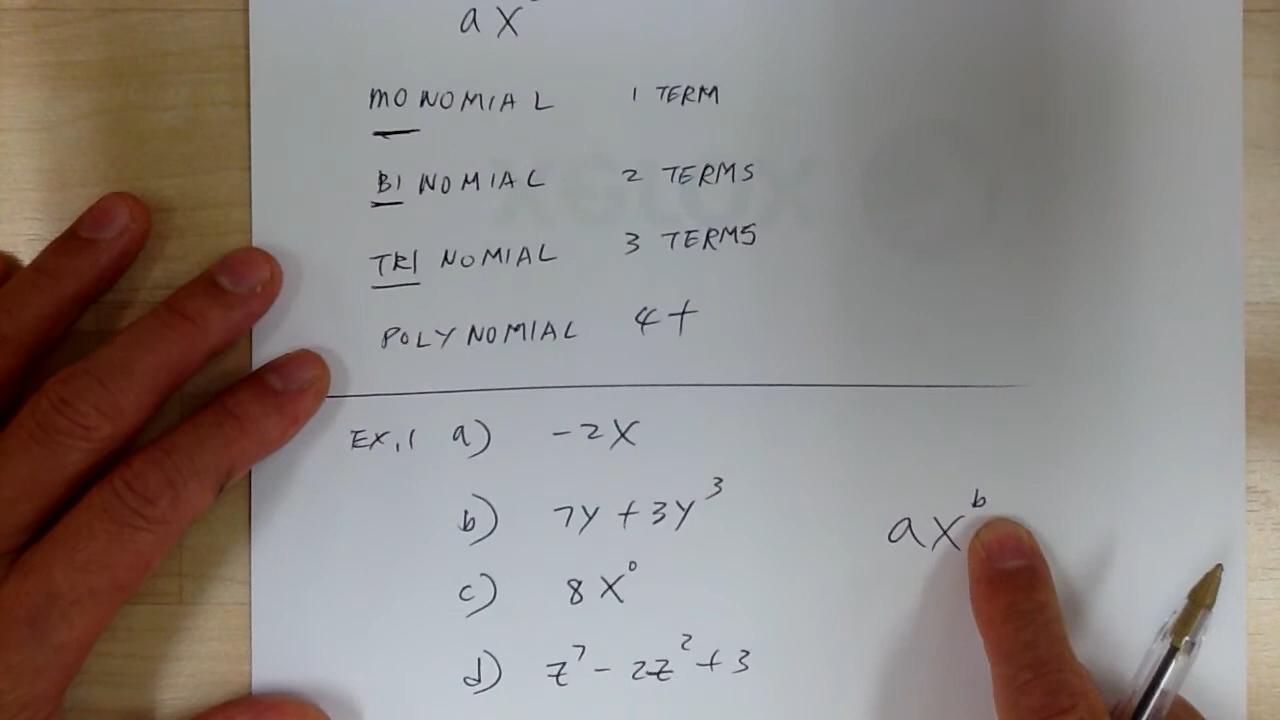 ax
MONOMIAL 1 TERM
BINOMIAL 2 TERMS
TRINOMIAL 3 TERMS
POLYNOMIAL 4+
EX.1 a) -2x
b) 7y + 3y³
ax^b
c) 8x⁰
d) z⁷ - 2z² + 3